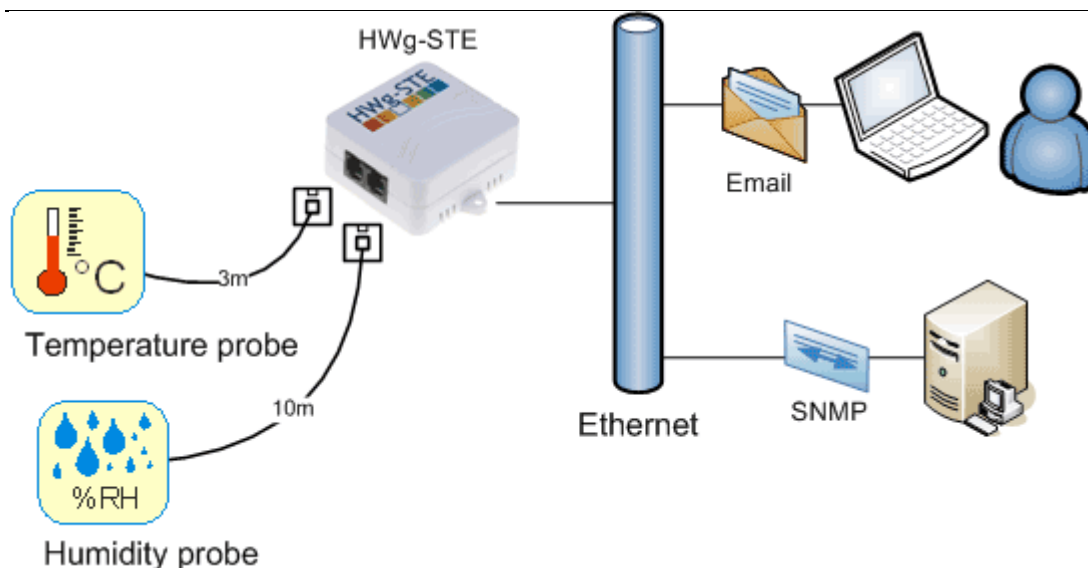 HWg-STE
HWg-STE
Email
°C
3m
Temperature probe
10m
SNMP
Ethernet
%RH
Humidity probe